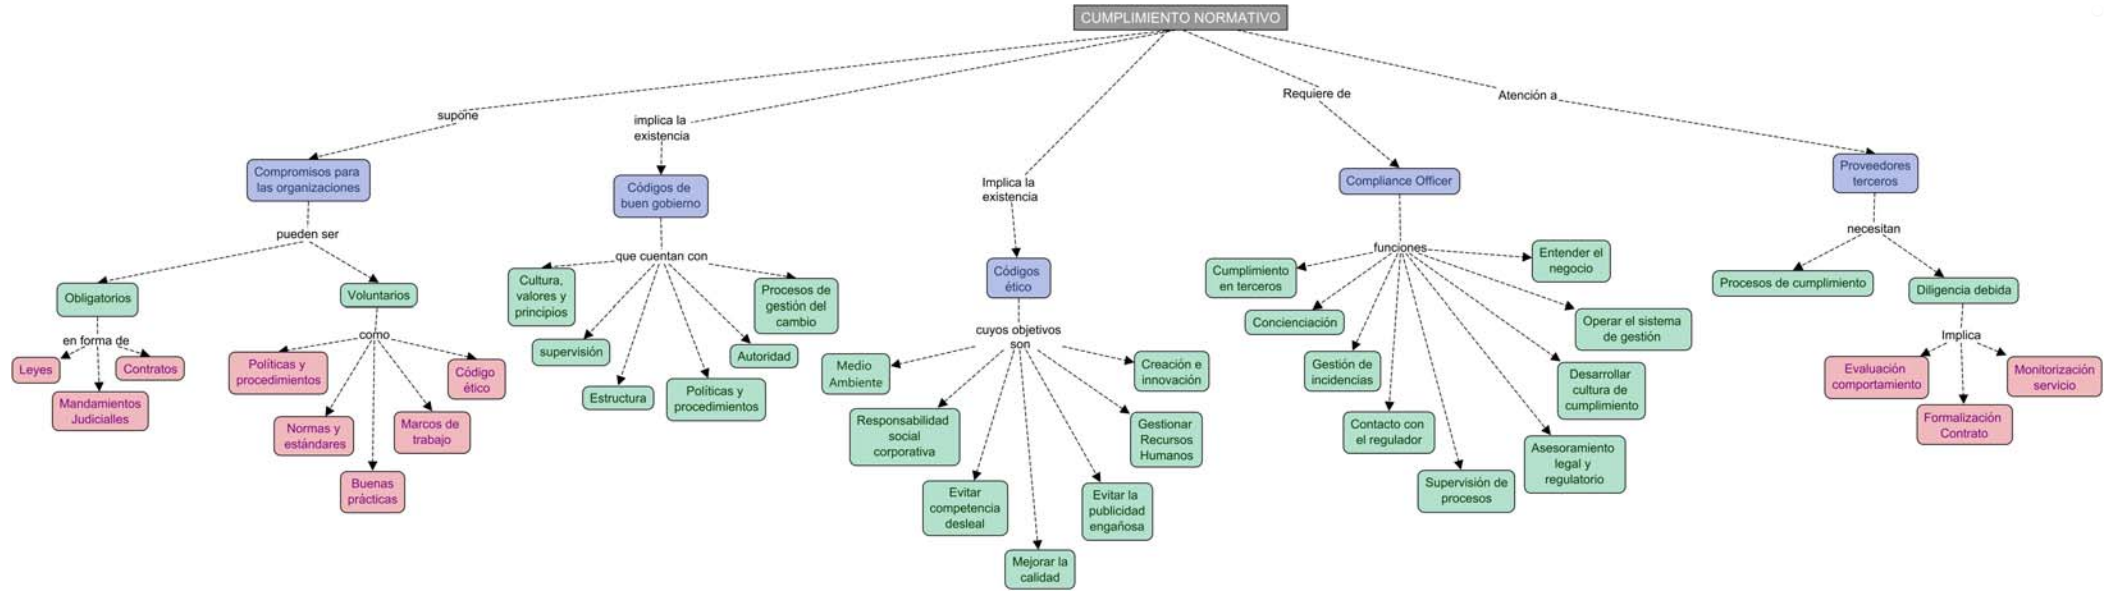 CUMPLIMIENTO NORMATIVO
supone
implica la
existencia
Implica la
existencia
Requiere de
Atención a
Compromisos para
las organizaciones
pueden ser
Obligatorios
en forma de
Leyes
Mandamientos
Judicialles
Contratos
Voluntarios
como
Políticas y
procedimientos
Normas y
estándares
Buenas
prácticas
Marcos de
trabajo
Código
ético
Códigos de
buen gobierno
que cuentan con
Cultura,
valores y
principios
supervisión
Estructura
Políticas y
procedimientos
Autoridad
Procesos de
gestión del
cambio
Códigos
ético
cuyos objetivos
son
Medio
Ambiente
Responsabilidad
social
corporativa
Evitar
competencia
desleal
Mejorar la
calidad
Evitar la
publicidad
engañosa
Gestionar
Recursos
Humanos
Creación e
innovación
Compliance Officer
funciones
Cumplimiento
en terceros
Concienciación
Gestión de
incidencias
Contacto con
el regulador
Supervisión de
procesos
Asesoramiento
legal y
regulatorio
Desarrollar
cultura de
cumplimiento
Operar el sistema
de gestión
Entender el
negocio
Proveedores
terceros
necesitan
Procesos de cumplimiento
Diligencia debida
Implica
Evaluación
comportamiento
Formalización
Contrato
Monitorización
servicio